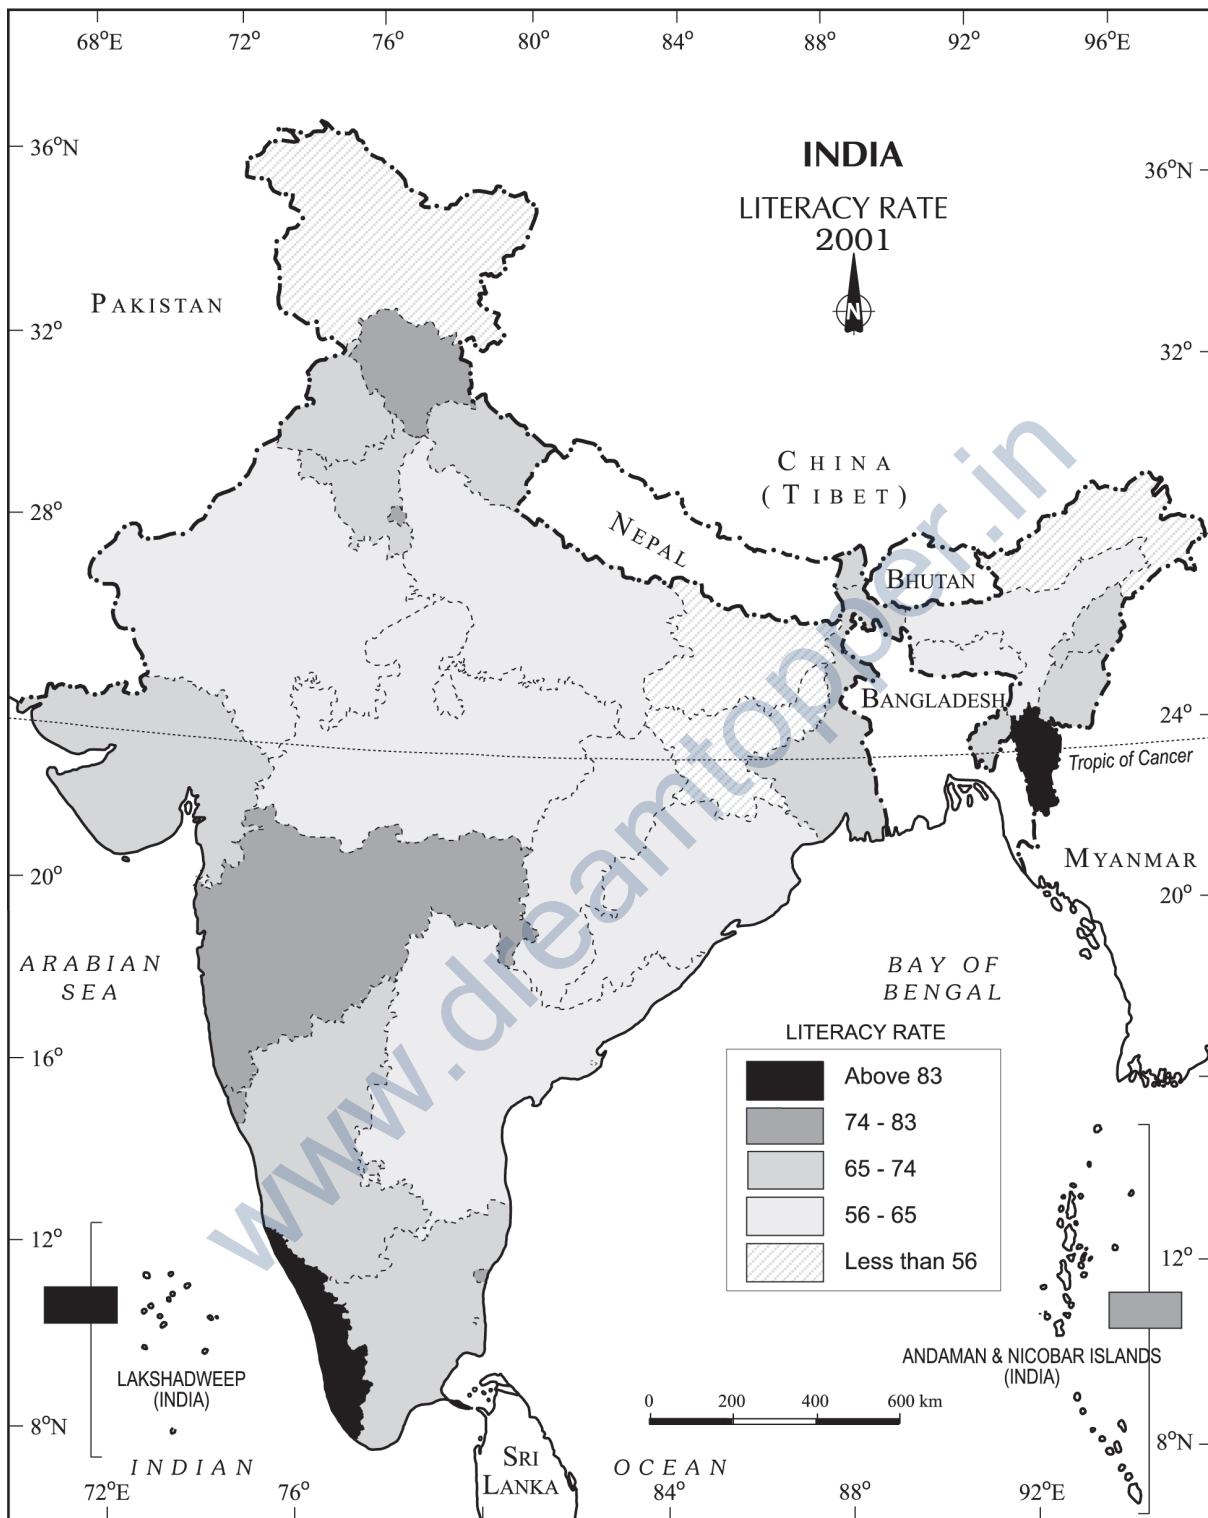 68°E 72° 76° 80° 84° 88° 92° 96°E
36°N
INDIA
36°N
LITERACY RATE
2001
N
PAKISTAN
32°
32°
CHINA
(TIBET)
28°
NEPAL
BHUTAN
BANGLADESH
24°
Tropic of Cancer
MYANMAR
20°
20°
ARABIAN
SEA
BAY OF
BENGAL
www.dreamtopper.in
LITERACY RATE
16°
Above 83
74 - 83
65 - 74
56 - 65
Less than 56
12°
12°
LAKSHADWEEP
(INDIA)
ANDAMAN & NICOBAR ISLANDS
(INDIA)
0 200 400 600 km
8°N
8°N
SRI
LANKA
INDIAN OCEAN
72°E 76° 84° 88° 92°E